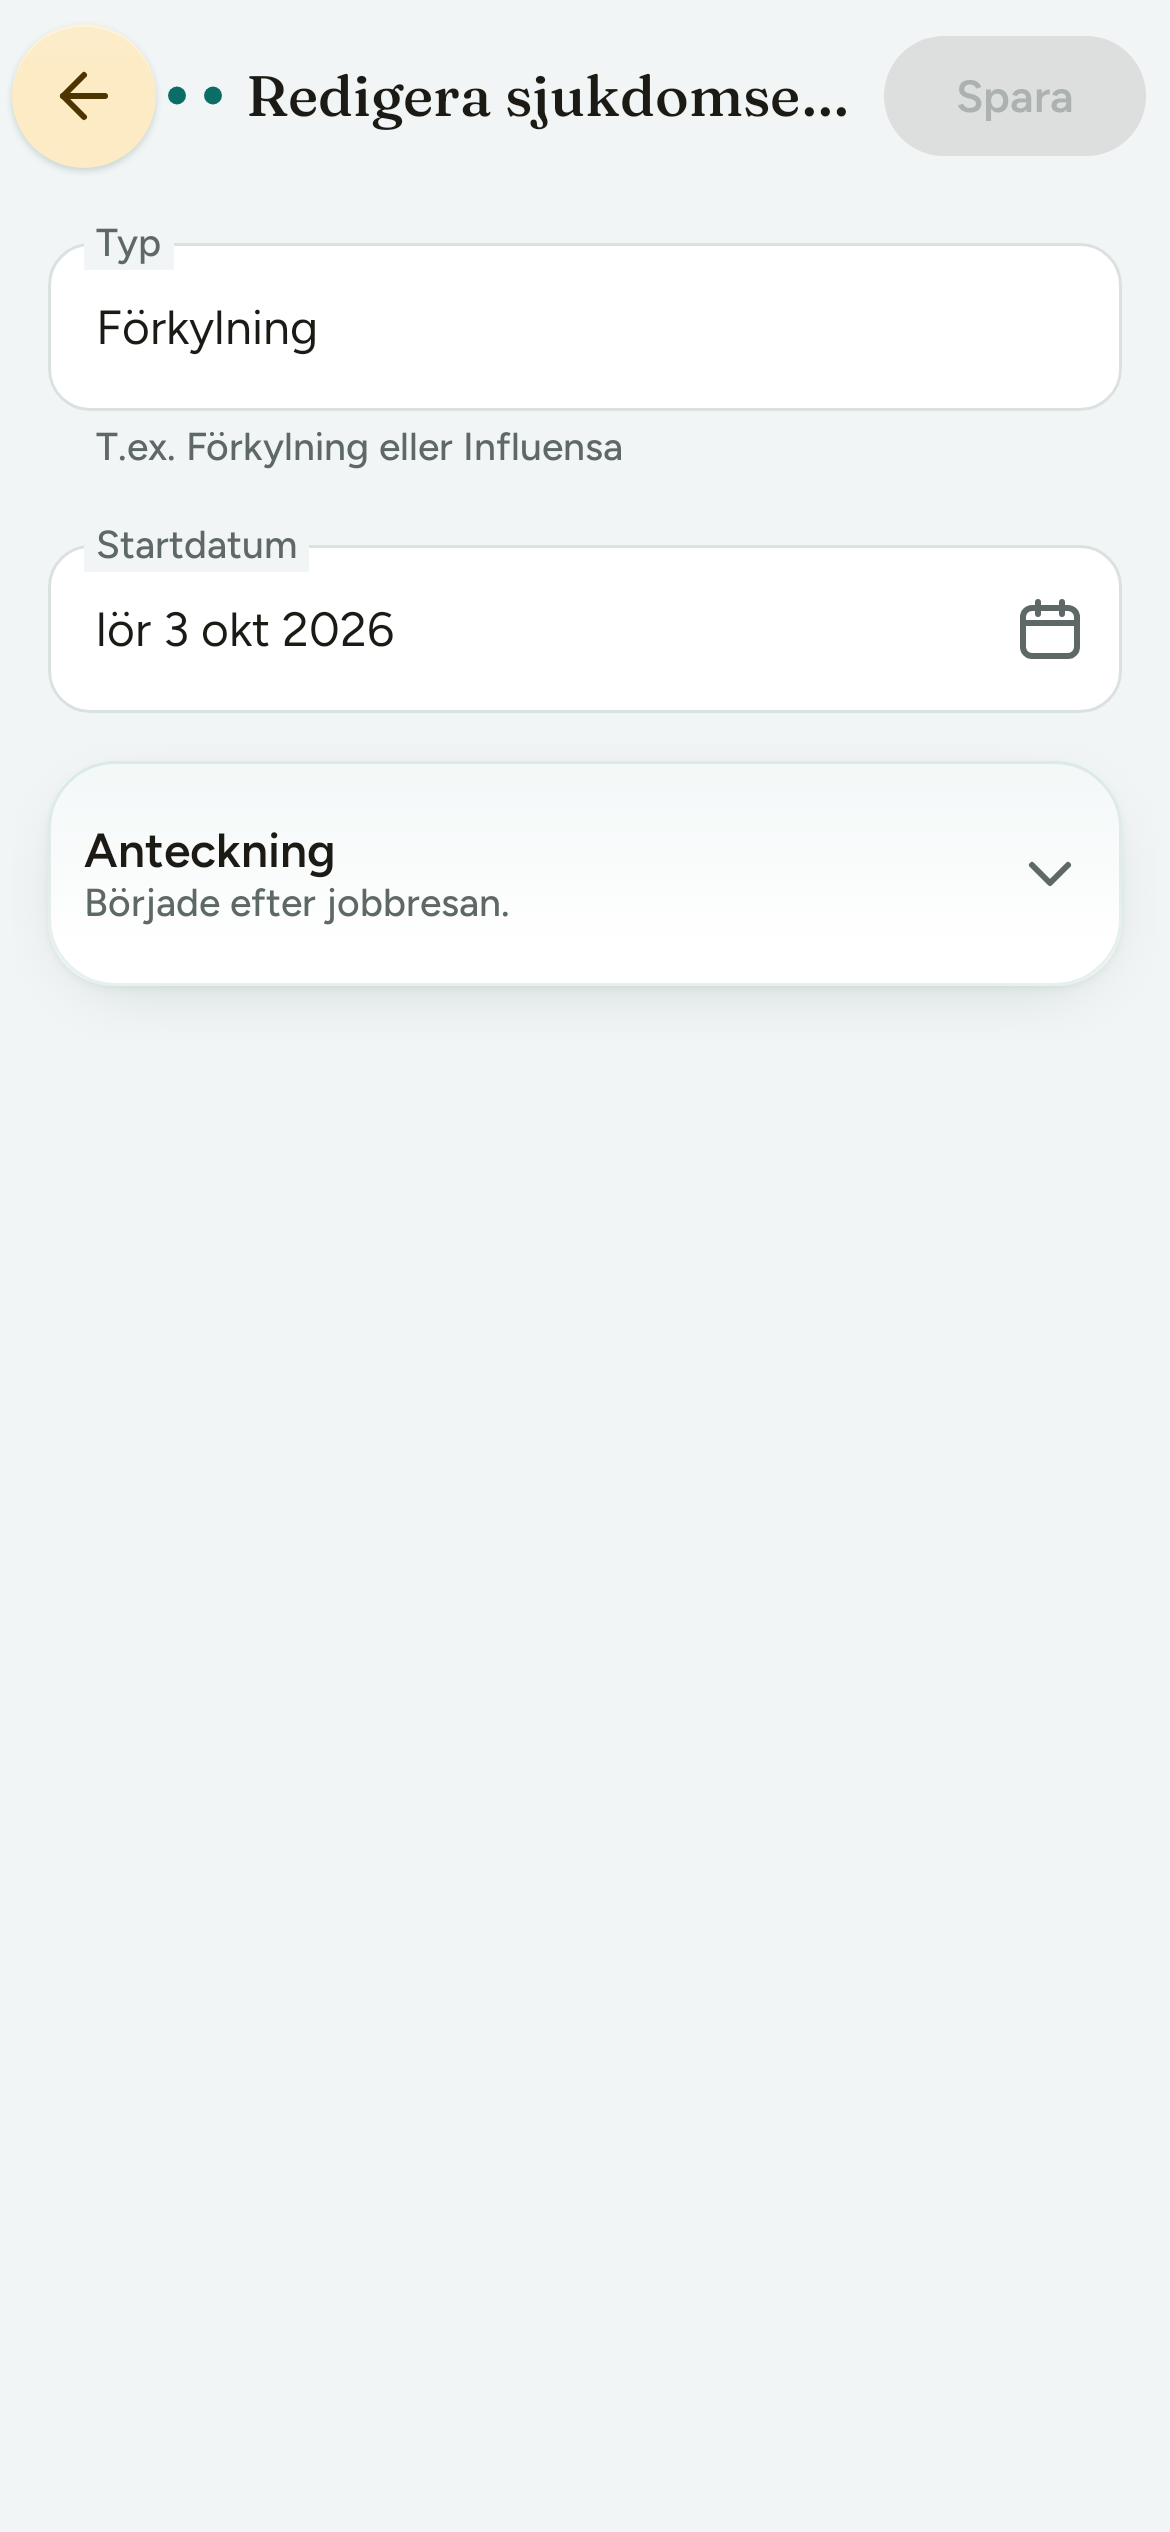 Redigera sjukdomse...
Spara
Typ
Förkylning
T.ex. Förkylning eller Influensa
Startdatum
lör 3 okt 2026
Anteckning
Började efter jobbresan.